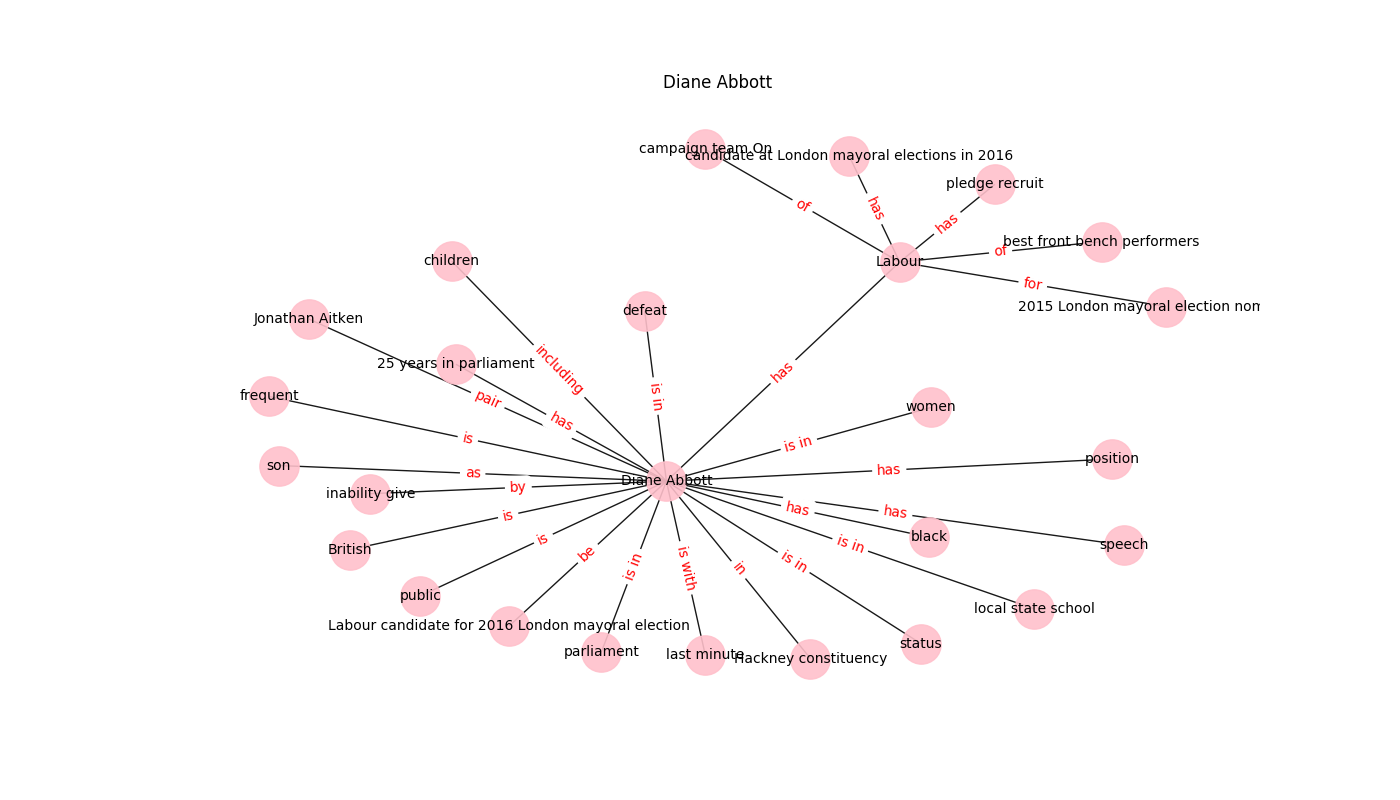 Diane Abbott
campaign team On
candidate at London mayoral elections in 2016
pledge recruit
of
has
has
best front bench performers
of
Labour
children
for
2015 London mayoral election nom
defeat
Jonathan Aitken
25 years in parliament
including
has
is in
frequent
pair
women
has
is
is in
position
son
as
has
Diane Abbott
inability give
by
has
has
is
black
speech
British
is
is in
be
is in
is in
is with
in
public
local state school
Labour candidate for 2016 London mayoral election
status
parliament
last minute
Hackney constituency